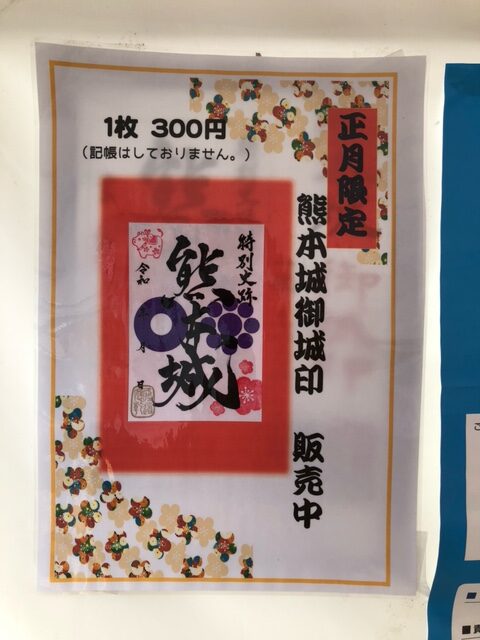 正月限定
熊本城御城印 販売中
1枚 300円
(記帳はしておりません。)
特別史跡
熊本城
令和
月 日